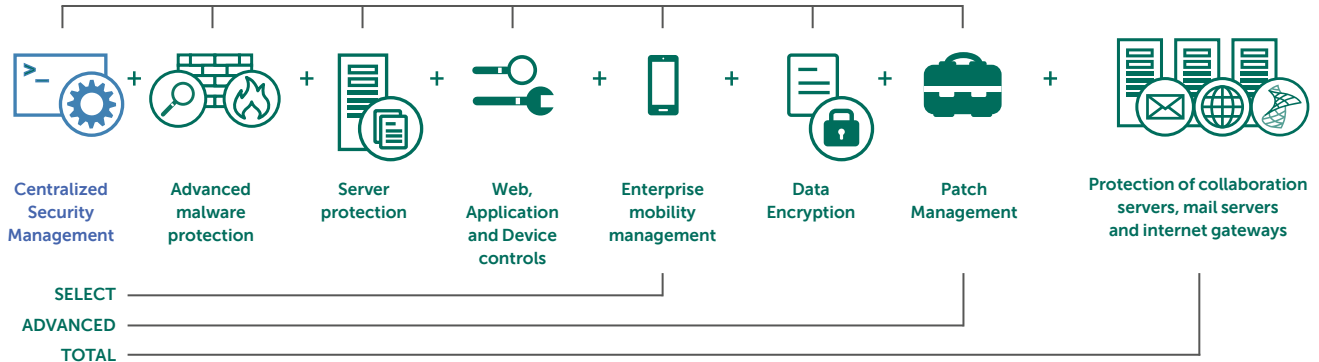 >_
+ + + + + + +
Centralized
Security
Management
Advanced
malware
protection
Server
protection
Web,
Application
and Device
controls
Enterprise
mobility
management
Data
Encryption
Patch
Management
Protection of collaboration
servers, mail servers
and internet gateways
SELECT
ADVANCED
TOTAL